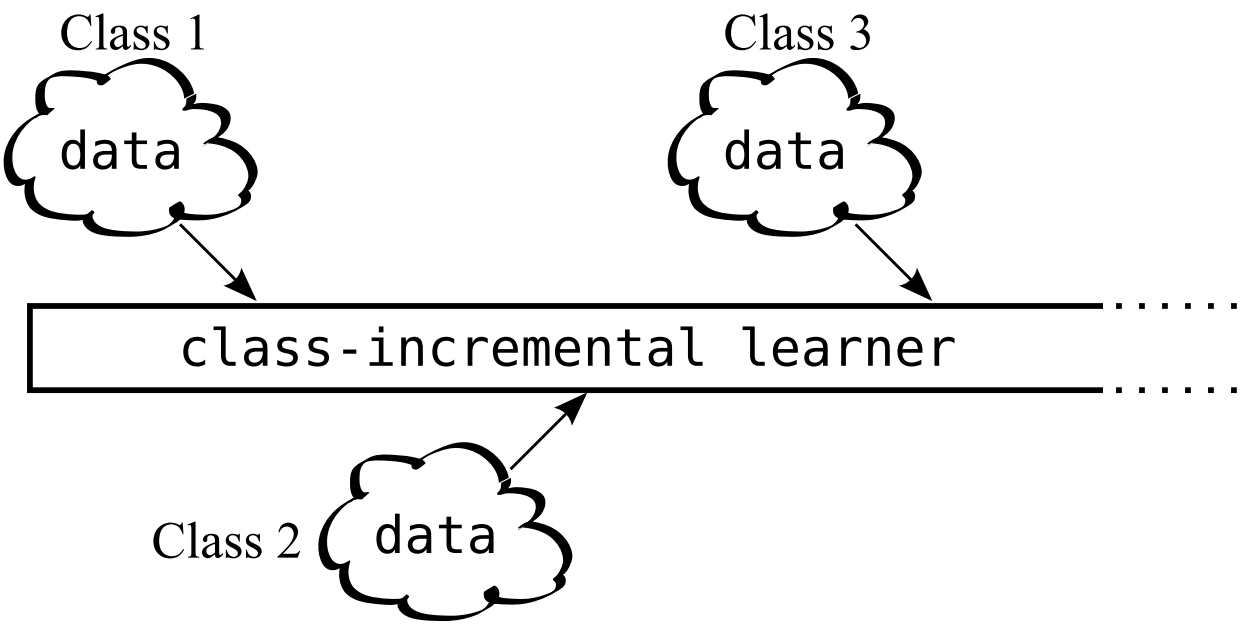 Class 1
Class 3
data
data
class-incremental learner
Class 2
data